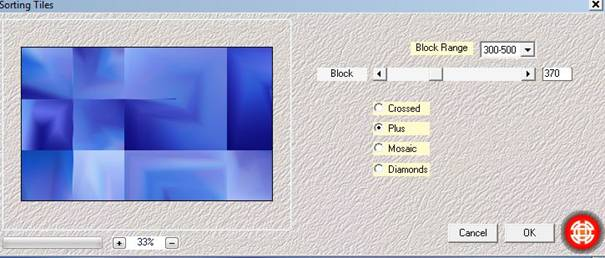 Sorting Tiles
Block Range 300-500
Block 370
Crossed
Plus
Mosaic
Diamonds
33%
Cancel OK